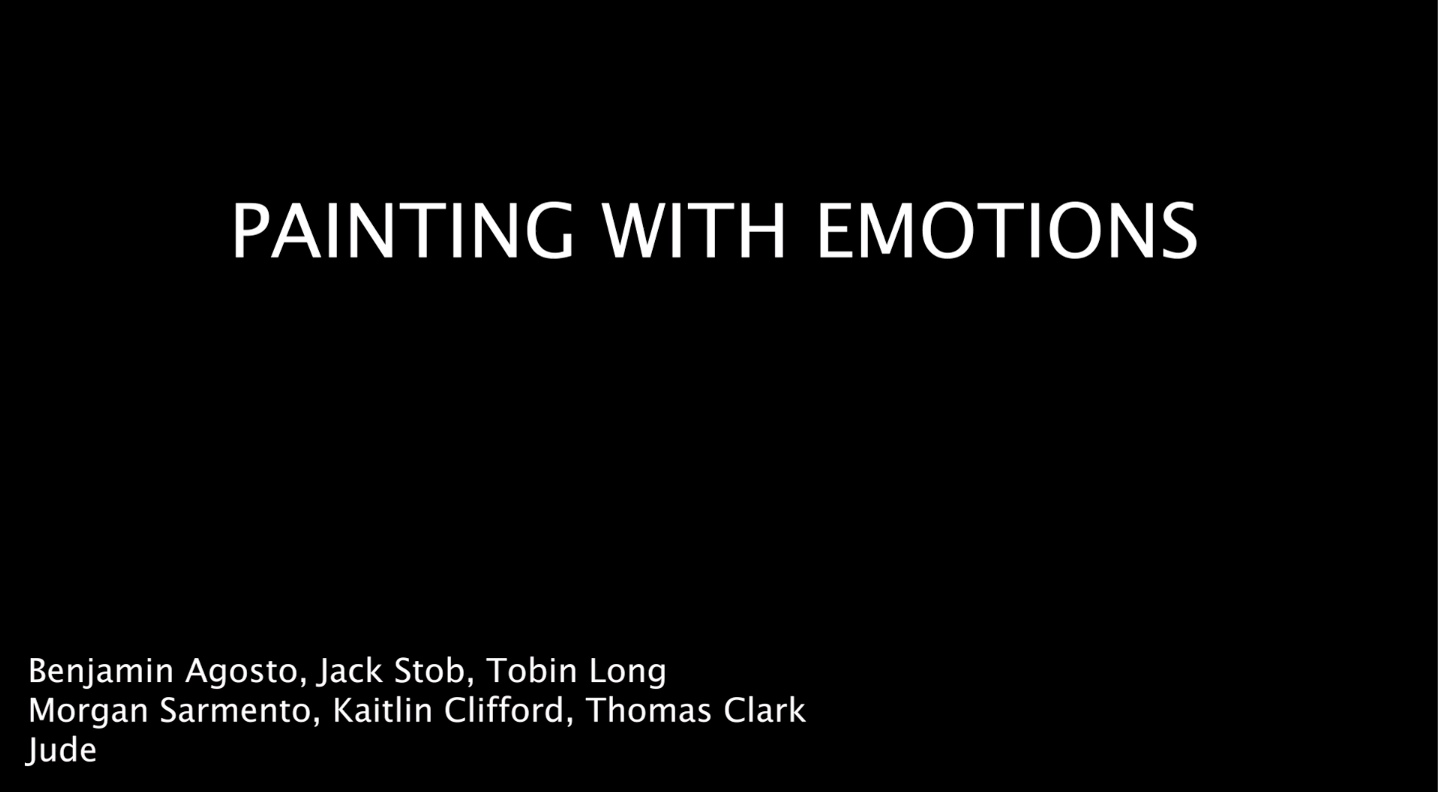 PAINTING WITH EMOTIONS
Benjamin Agosto, Jack Stob, Tobin Long
Morgan Sarmento, Kaitlin Clifford, Thomas Clark
Jude